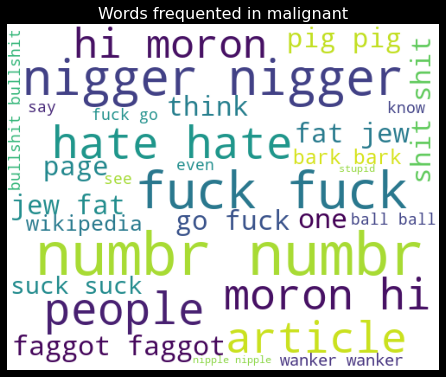 Words frequented in malignant
bullshit bullshit
hi moron
pig pig
nigger nigger
shit shit
say
fuck go
think
know
hate hate
fat jew
bark bark
page
even
see
stupid
fuck fuck
jew fat
wikipedia
go fuck
one
ball ball
numbr numbr
suck suck
people
moron hi
faggot faggot
article
nipple nipple
wanker wanker